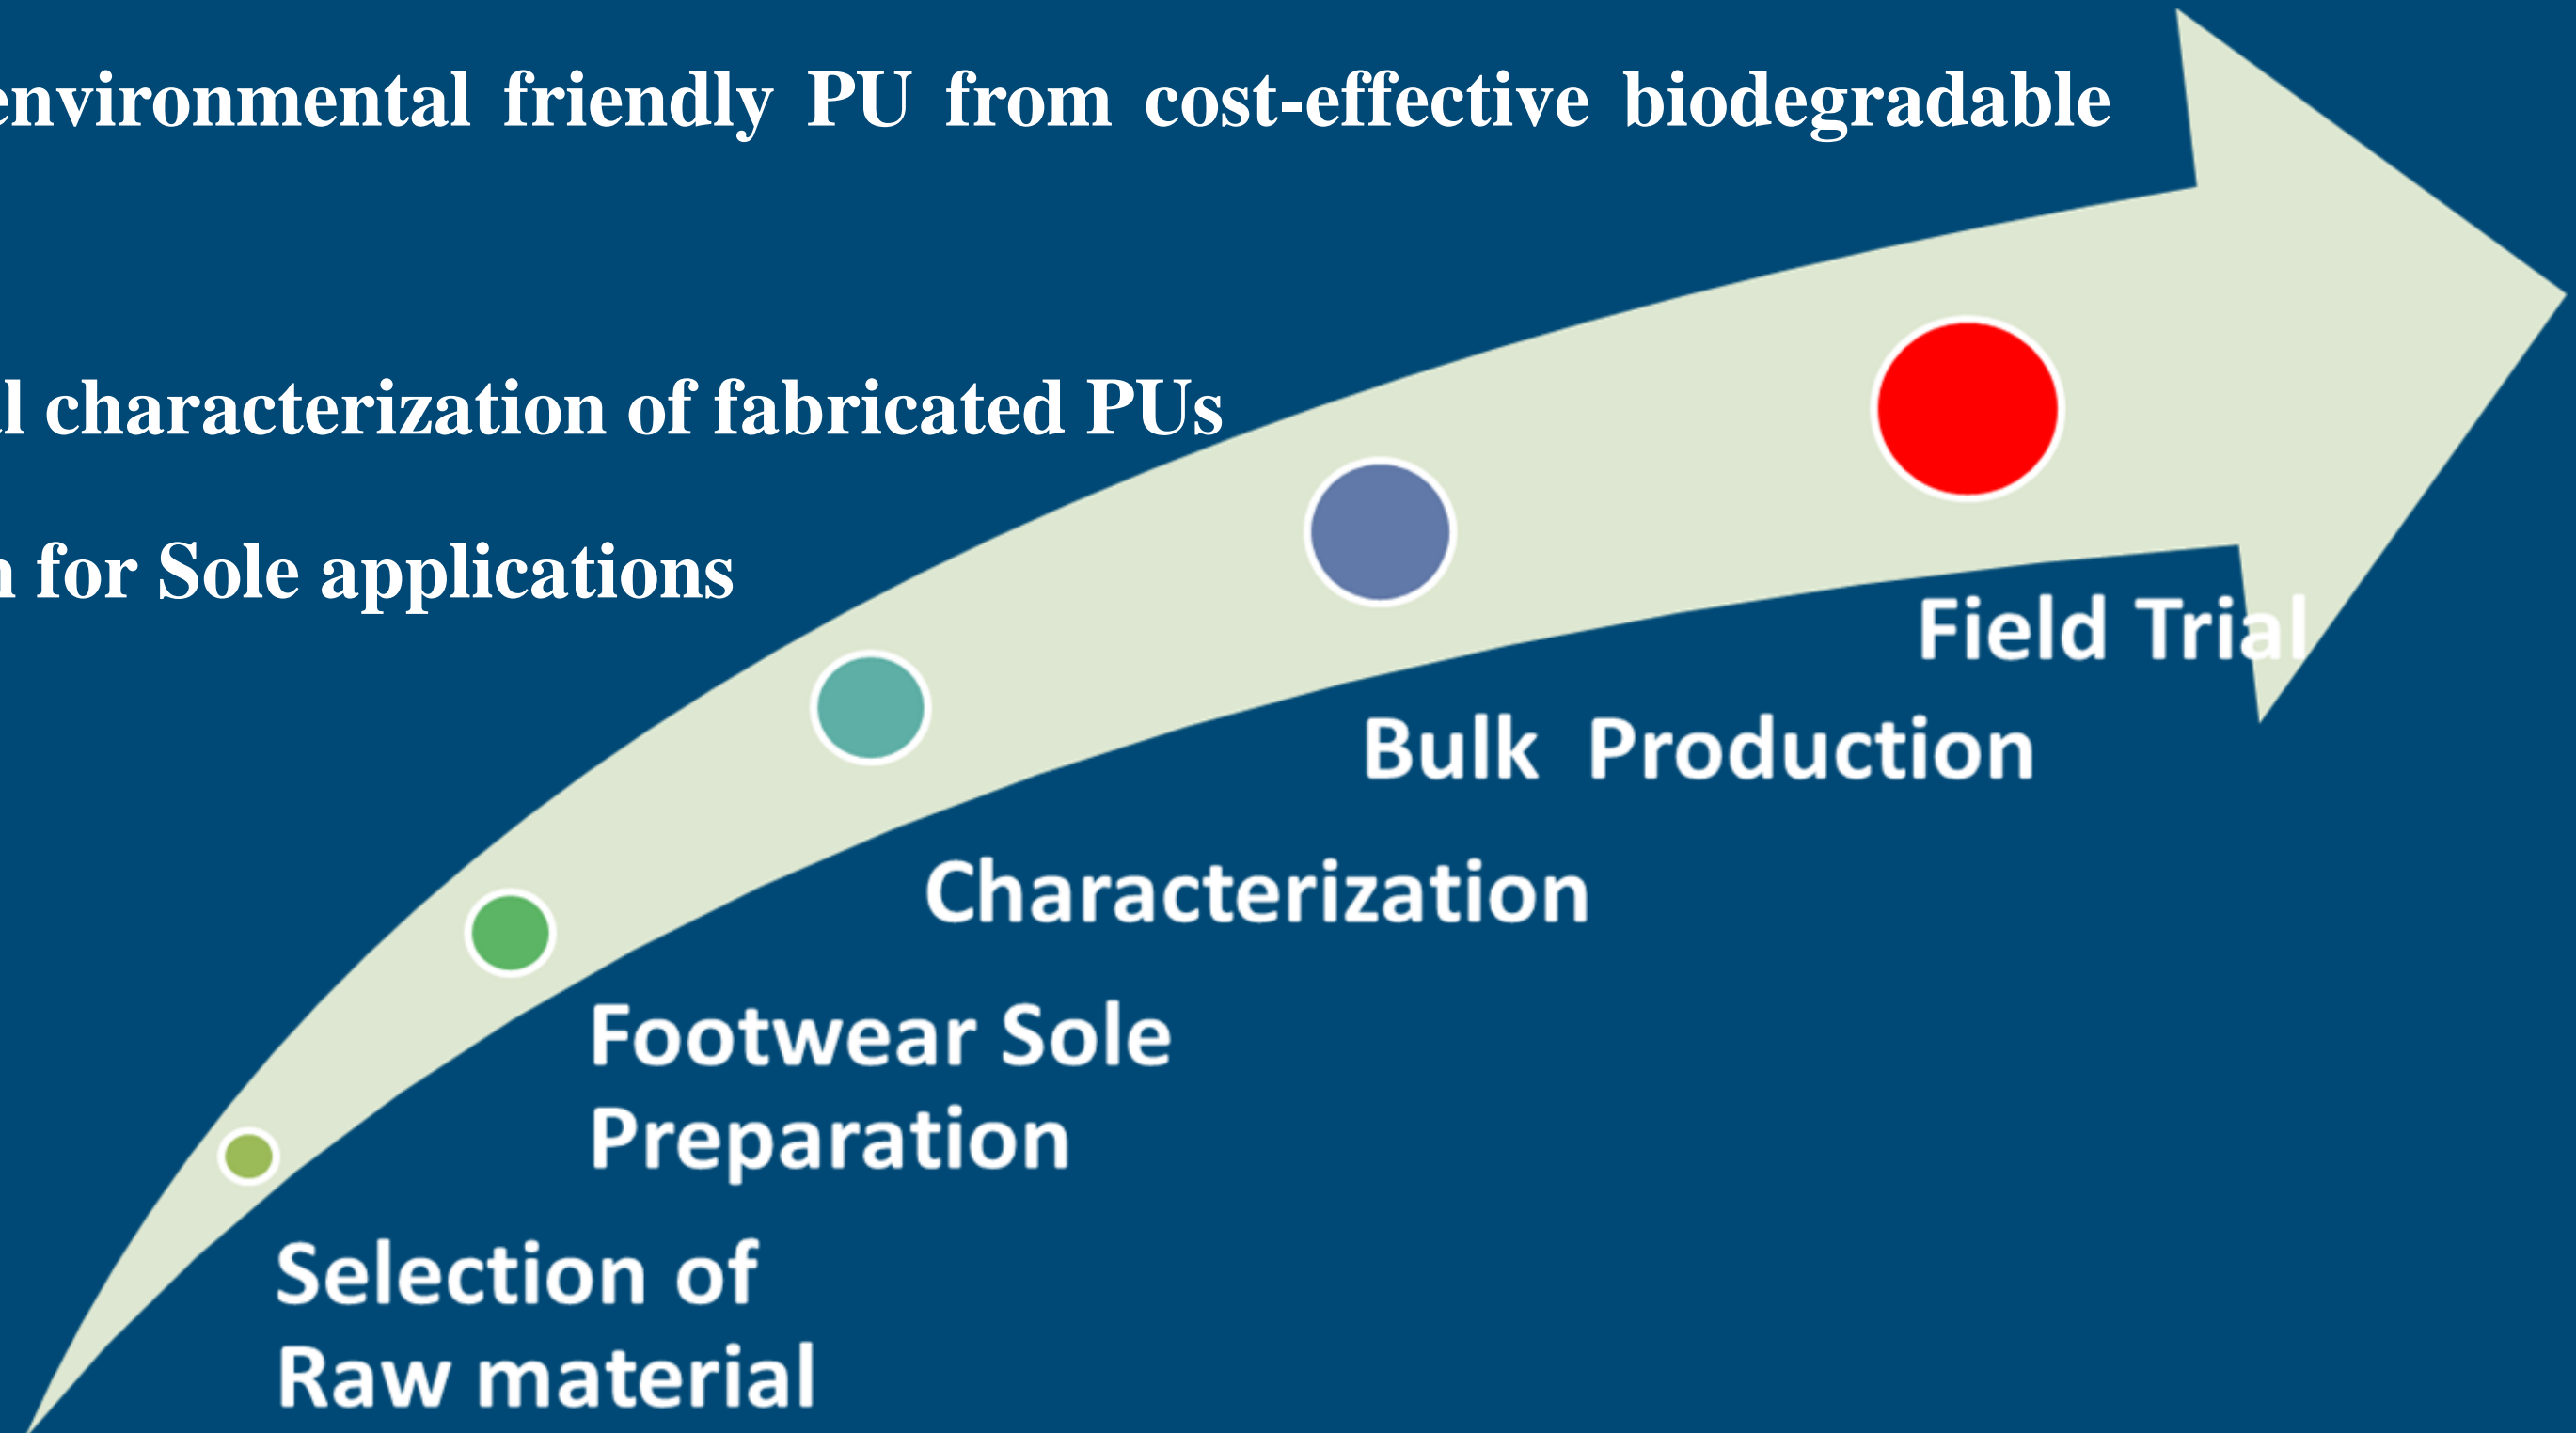 environmental friendly PU from cost-effective biodegradable
characterization of fabricated PUs
for Sole applications
Field Trial
Bulk Production
Characterization
Footwear Sole
Preparation
Selection of
Raw material